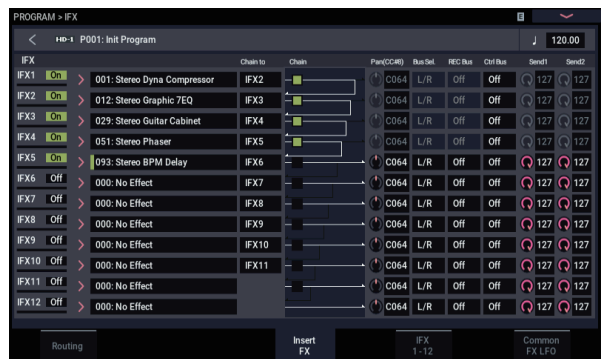 PROGRAM > IFX E
HD-1 P001: Init Program ♩ 120.00
IFX Chain to Chain Pan(CC#8) Bus Sel. REC Bus Ctrl Bus Send1 Send2
IFX1 On 001: Stereo Dyna Compressor IFX2 C064 L/R Off Off 127 127
IFX2 On 012: Stereo Graphic 7EQ IFX3 C064 L/R Off Off 127 127
IFX3 On 029: Stereo Guitar Cabinet IFX4 C064 L/R Off Off 127 127
IFX4 On 051: Stereo Phaser IFX5 C064 L/R Off Off 127 127
IFX5 On 093: Stereo BPM Delay IFX6 C064 L/R Off Off 127 127
IFX6 Off 000: No Effect IFX7 C064 L/R Off Off 127 127
IFX7 Off 000: No Effect IFX8 C064 L/R Off Off 127 127
IFX8 Off 000: No Effect IFX9 C064 L/R Off Off 127 127
IFX9 Off 000: No Effect IFX10 C064 L/R Off Off 127 127
IFX10 Off 000: No Effect IFX11 C064 L/R Off Off 127 127
IFX11 Off 000: No Effect C064 L/R Off Off 127 127
IFX12 Off 000: No Effect C064 L/R Off Off 127 127
Routing Insert FX IFX 1-12 Common FX LFO